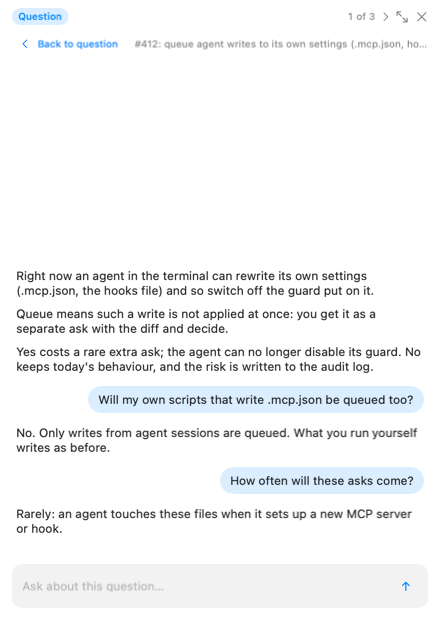 Question
1 of 3
Back to question
#412: queue agent writes to its own settings (.mcp.json, ho...
Right now an agent in the terminal can rewrite its own settings
(.mcp.json, the hooks file) and so switch off the guard put on it.
Queue means such a write is not applied at once: you get it as a
separate ask with the diff and decide.
Yes costs a rare extra ask; the agent can no longer disable its guard. No
keeps today's behaviour, and the risk is written to the audit log.
Will my own scripts that write .mcp.json be queued too?
No. Only writes from agent sessions are queued. What you run yourself
writes as before.
How often will these asks come?
Rarely: an agent touches these files when it sets up a new MCP server
or hook.
Ask about this question...